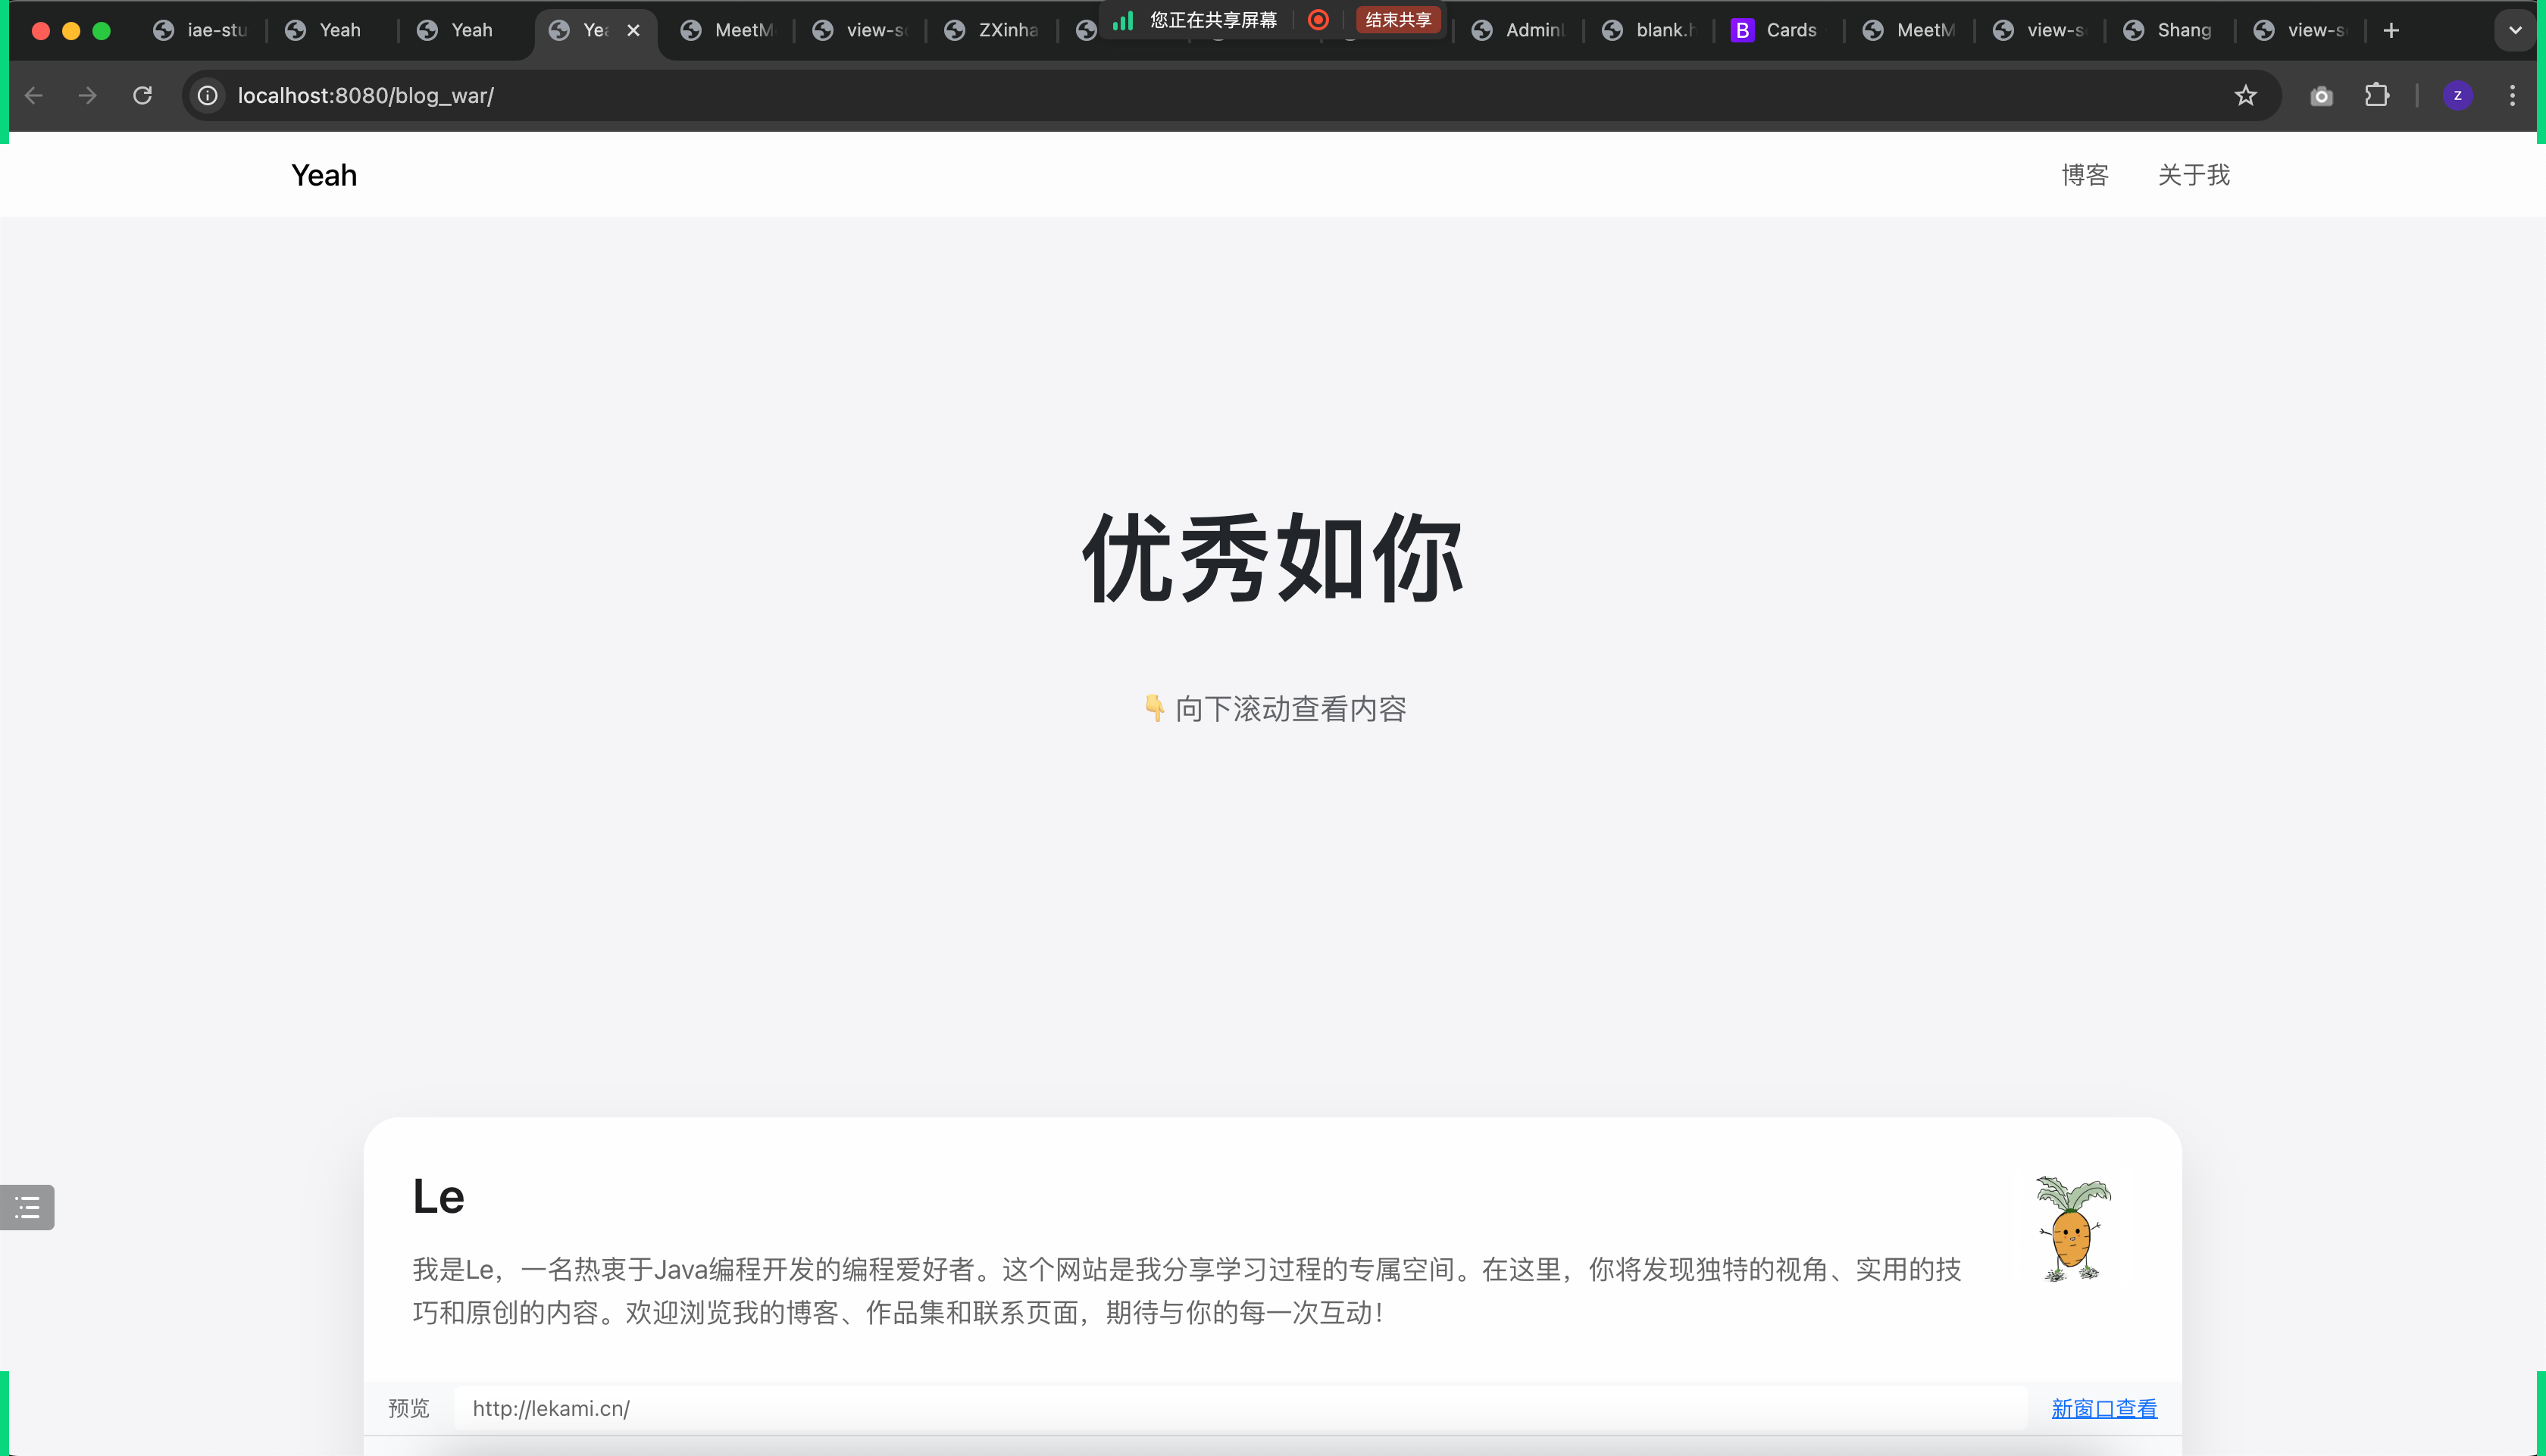 iae-stu
Yeah
Yeah
Yea
MeetM
view-s
ZXinha
您正在共享屏幕
结束共享
Admin
blank.h
B
Cards
MeetM
view-s
Shang
view-s
localhost:8080/blog_war/
z
Yeah
博客
关于我
优秀如你
👇 向下滚动查看内容
Le
我是Le，一名热衷于Java编程开发的编程爱好者。这个网站是我分享学习过程的专属空间。在这里，你将发现独特的视角、实用的技
巧和原创的内容。欢迎浏览我的博客、作品集和联系页面，期待与你的每一次互动！
预览
http://lekami.cn/
新窗口查看